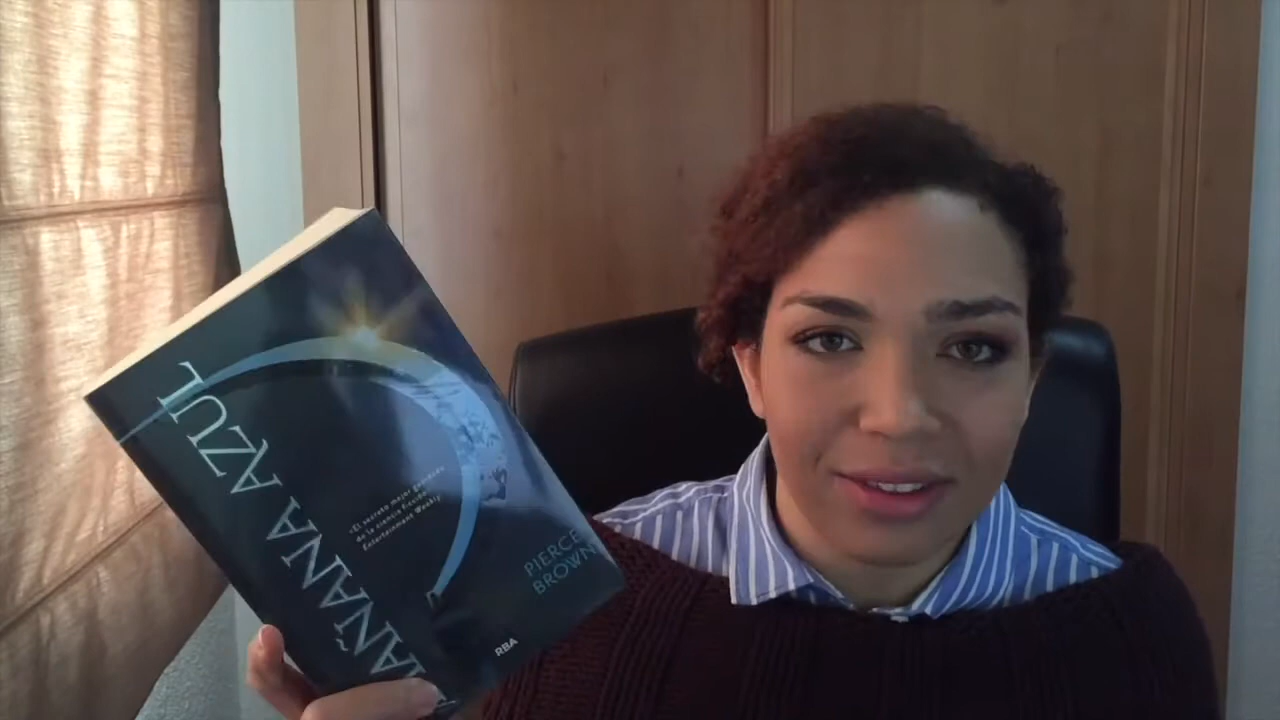 MAÑANA AZUL
«El secreto mejor guardado
de la ciencia ficción»
Entertainment Weekly
PIERCE
BROWN
RBA